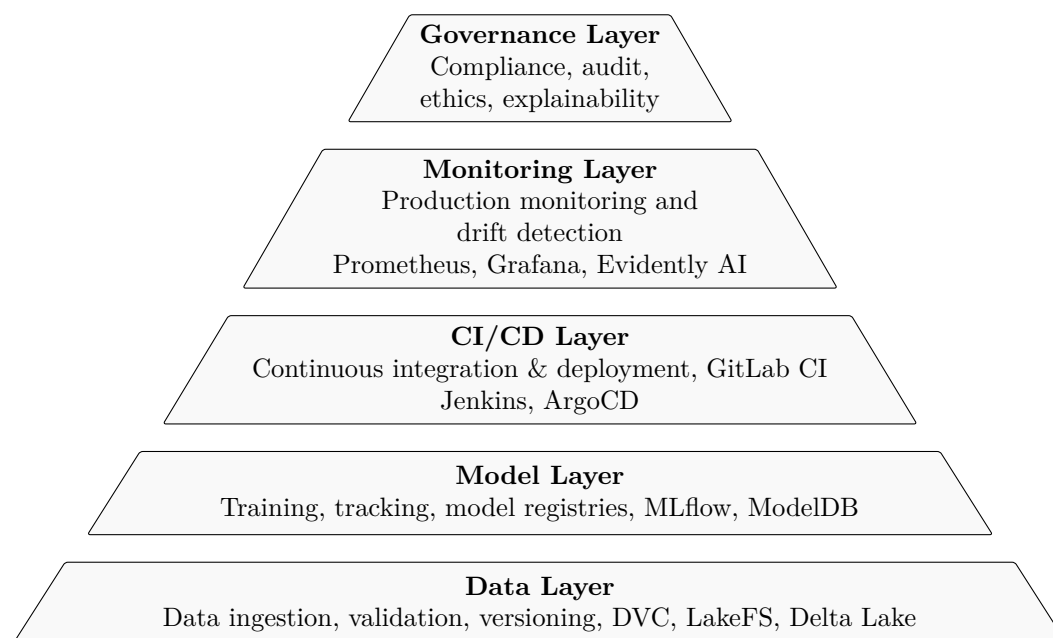 Governance Layer
Compliance, audit,
ethics, explainability
Monitoring Layer
Production monitoring and
drift detection
Prometheus, Grafana, Evidently AI
CI/CD Layer
Continuous integration & deployment, GitLab CI
Jenkins, ArgoCD
Model Layer
Training, tracking, model registries, MLflow, ModelDB
Data Layer
Data ingestion, validation, versioning, DVC, LakeFS, Delta Lake